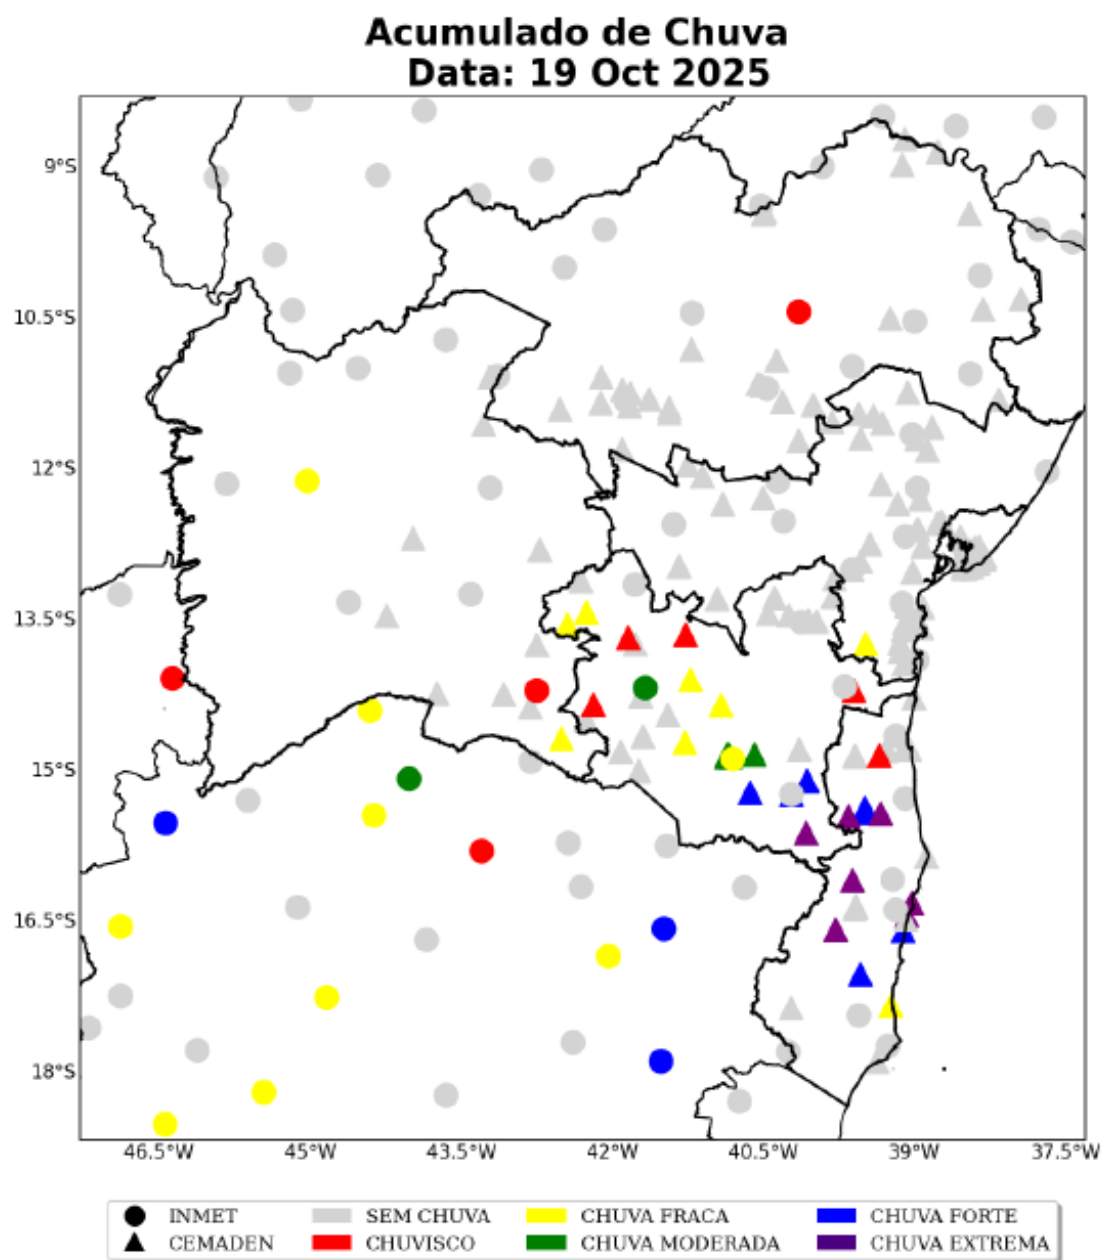 Acumulado de Chuva
Data: 19 Oct 2025
9°S
10.5°S
12°S
13.5°S
15°S
16.5°S
18°S
46.5°W 45°W 43.5°W 42°W 40.5°W 39°W 37.5°W
INMET SEM CHUVA CHUVA FRACA CHUVA FORTE
CEMADEN CHUVISCO CHUVA MODERADA CHUVA EXTREMA